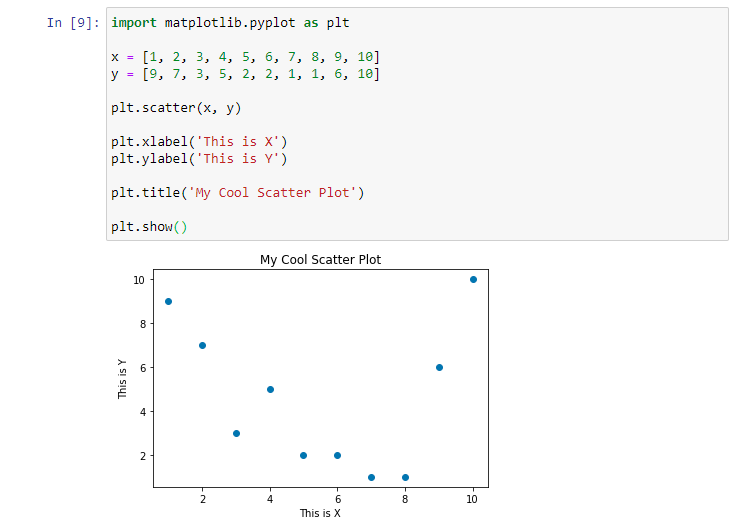 In [9]: import matplotlib.pyplot as plt
x = [1, 2, 3, 4, 5, 6, 7, 8, 9, 10]
y = [9, 7, 3, 5, 2, 2, 1, 1, 6, 10]
plt.scatter(x, y)
plt.xlabel('This is X')
plt.ylabel('This is Y')
plt.title('My Cool Scatter Plot')
plt.show()
My Cool Scatter Plot
10
8
6
4
2
This is Y
2 4 6 8 10
This is X